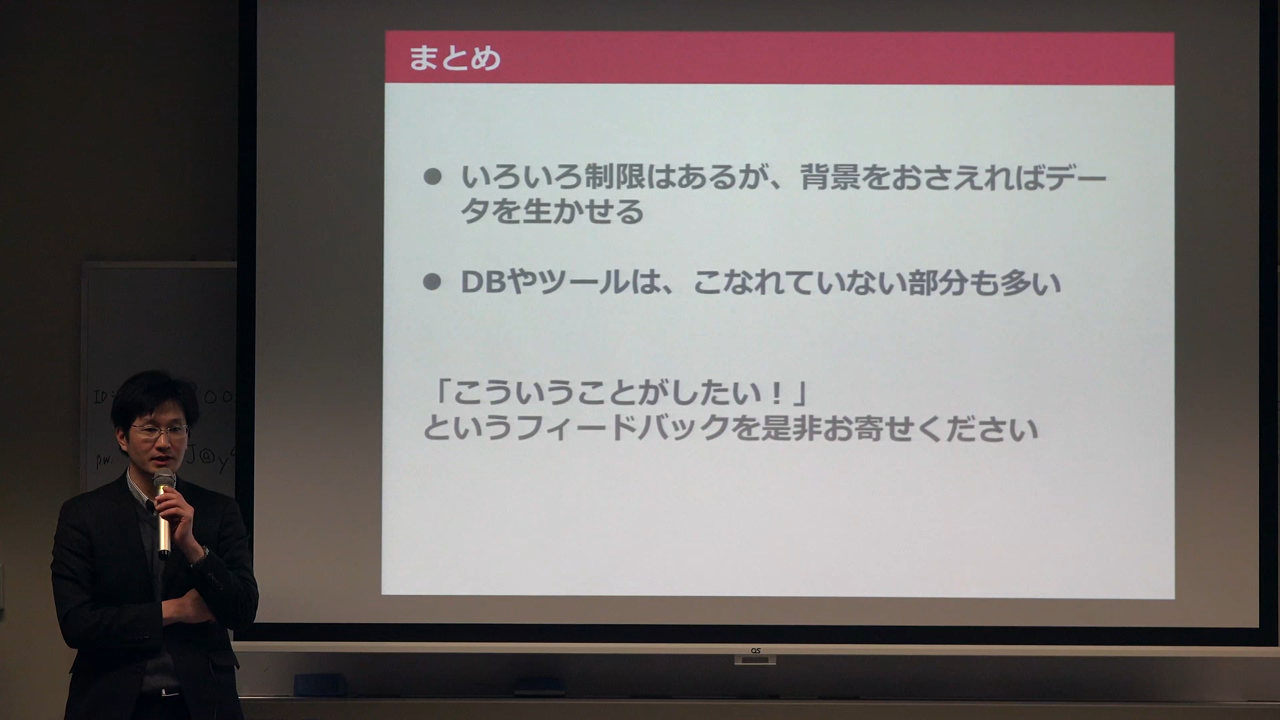 まとめ
● いろいろ制限はあるが、背景をおさえればデー
タを生かせる
● DBやツールは、こなれていない部分も多い
「こういうことがしたい！」
というフィードバックを是非お寄せください
ID
pw.
OS